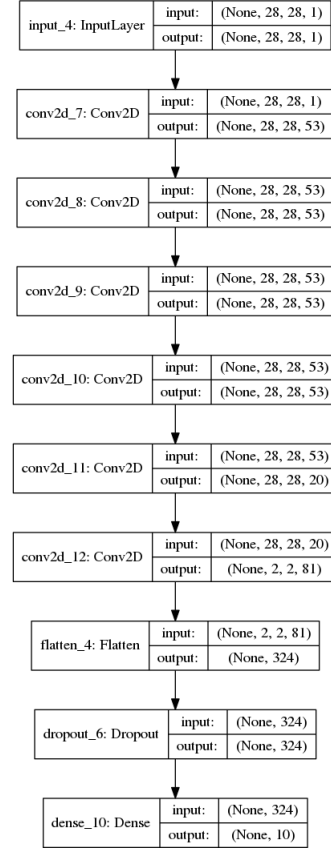 input_4: InputLayer
input: (None, 28, 28, 1)
output: (None, 28, 28, 1)
conv2d_7: Conv2D
input: (None, 28, 28, 1)
output: (None, 28, 28, 53)
conv2d_8: Conv2D
input: (None, 28, 28, 53)
output: (None, 28, 28, 53)
conv2d_9: Conv2D
input: (None, 28, 28, 53)
output: (None, 28, 28, 53)
conv2d_10: Conv2D
input: (None, 28, 28, 53)
output: (None, 28, 28, 53)
conv2d_11: Conv2D
input: (None, 28, 28, 53)
output: (None, 28, 28, 20)
conv2d_12: Conv2D
input: (None, 28, 28, 20)
output: (None, 2, 2, 81)
flatten_4: Flatten
input: (None, 2, 2, 81)
output: (None, 324)
dropout_6: Dropout
input: (None, 324)
output: (None, 324)
dense_10: Dense
input: (None, 324)
output: (None, 10)